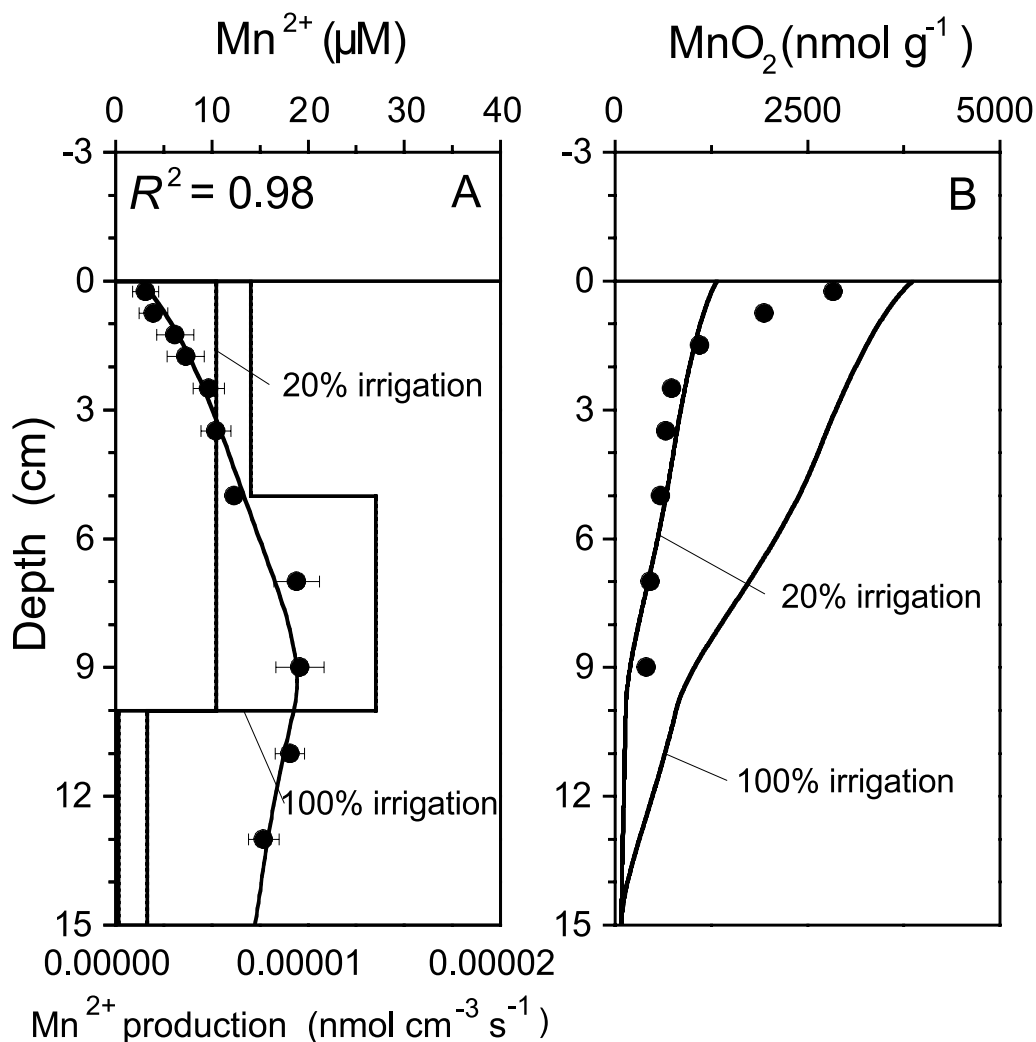 Mn²⁺ (µM)
0 10 20 30 40
-3
0
3
6
9
12
15
Depth (cm)
R² = 0.98
A
20% irrigation
100% irrigation
0.00000 0.00001 0.00002
Mn²⁺ production (nmol cm⁻³ s⁻¹)
MnO₂ (nmol g⁻¹)
0 2500 5000
-3
0
3
6
9
12
15
B
20% irrigation
100% irrigation